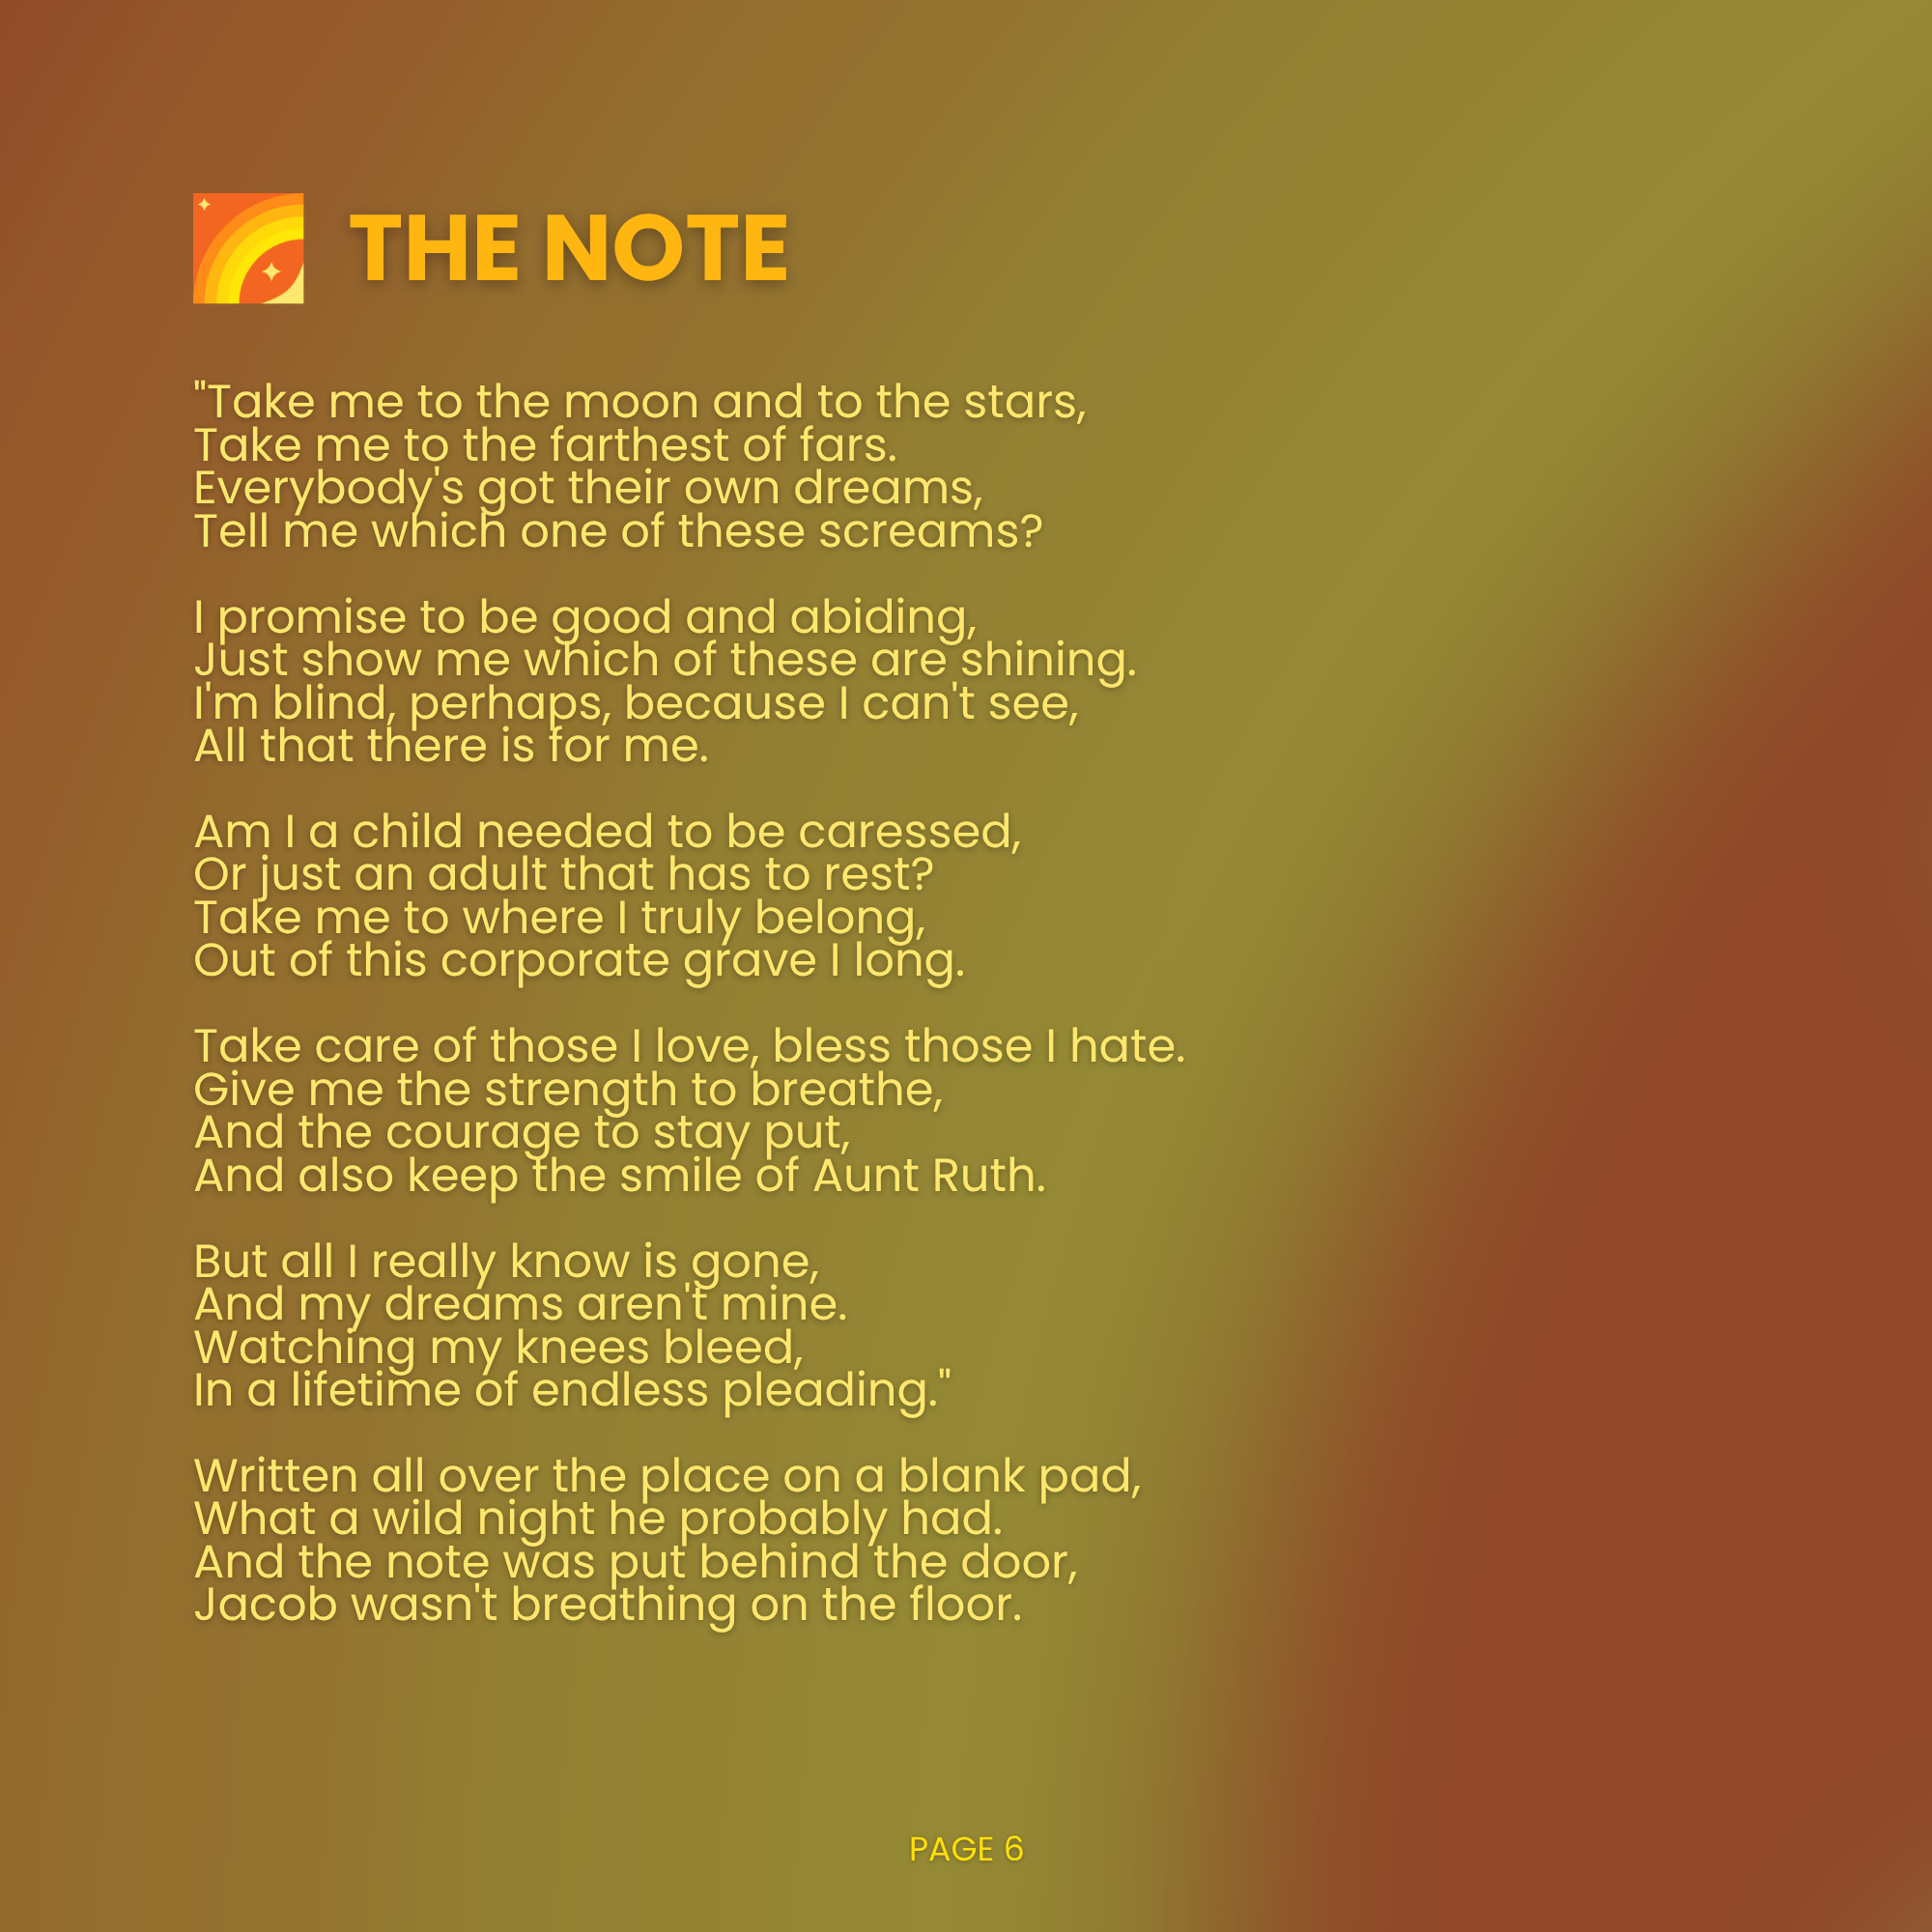 THE NOTE
"Take me to the moon and to the stars,
Take me to the farthest of fars.
Everybody's got their own dreams,
Tell me which one of these screams?
I promise to be good and abiding,
Just show me which of these are shining.
I'm blind, perhaps, because I can't see,
All that there is for me.
Am I a child needed to be caressed,
Or just an adult that has to rest?
Take me to where I truly belong,
Out of this corporate grave I long.
Take care of those I love, bless those I hate.
Give me the strength to breathe,
And the courage to stay put,
And also keep the smile of Aunt Ruth.
But all I really know is gone,
And my dreams aren't mine.
Watching my knees bleed,
In a lifetime of endless pleading."
Written all over the place on a blank pad,
What a wild night he probably had.
And the note was put behind the door,
Jacob wasn't breathing on the floor.
PAGE 6